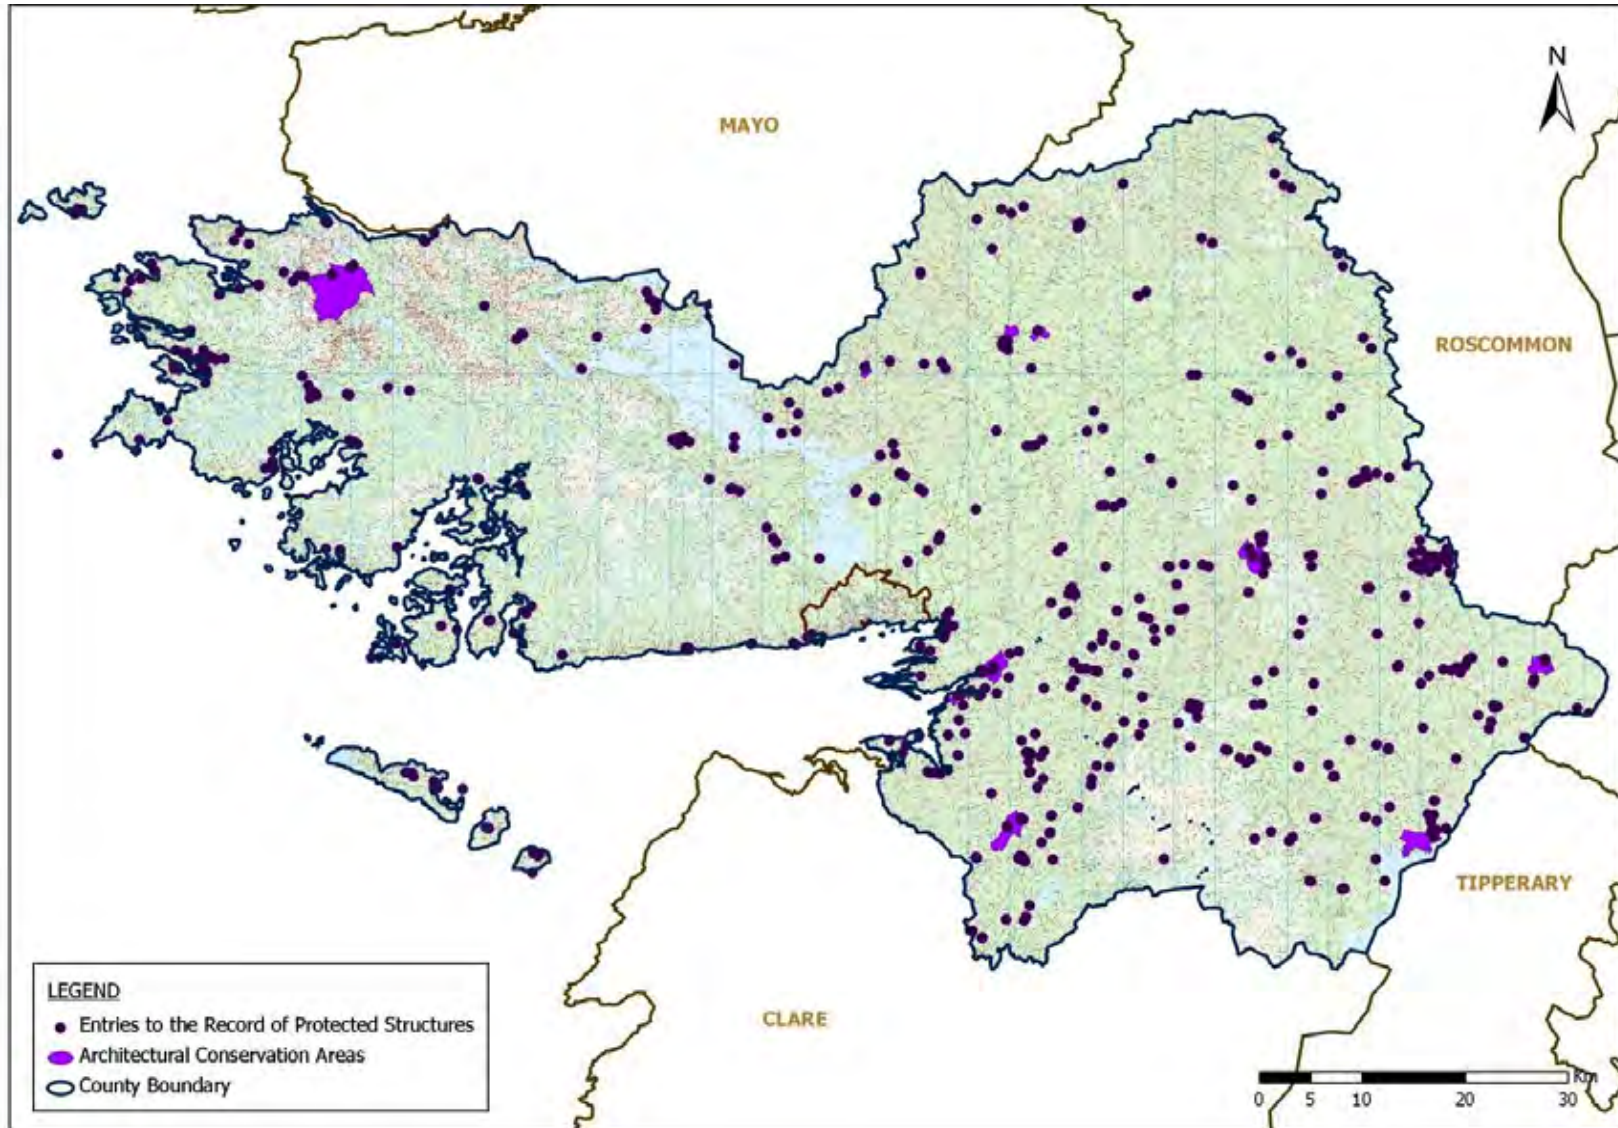 N
MAYO
ROSCOMMON
TIPPERARY
CLARE
LEGEND
Entries to the Record of Protected Structures
Architectural Conservation Areas
County Boundary
Km
0 5 10 20 30